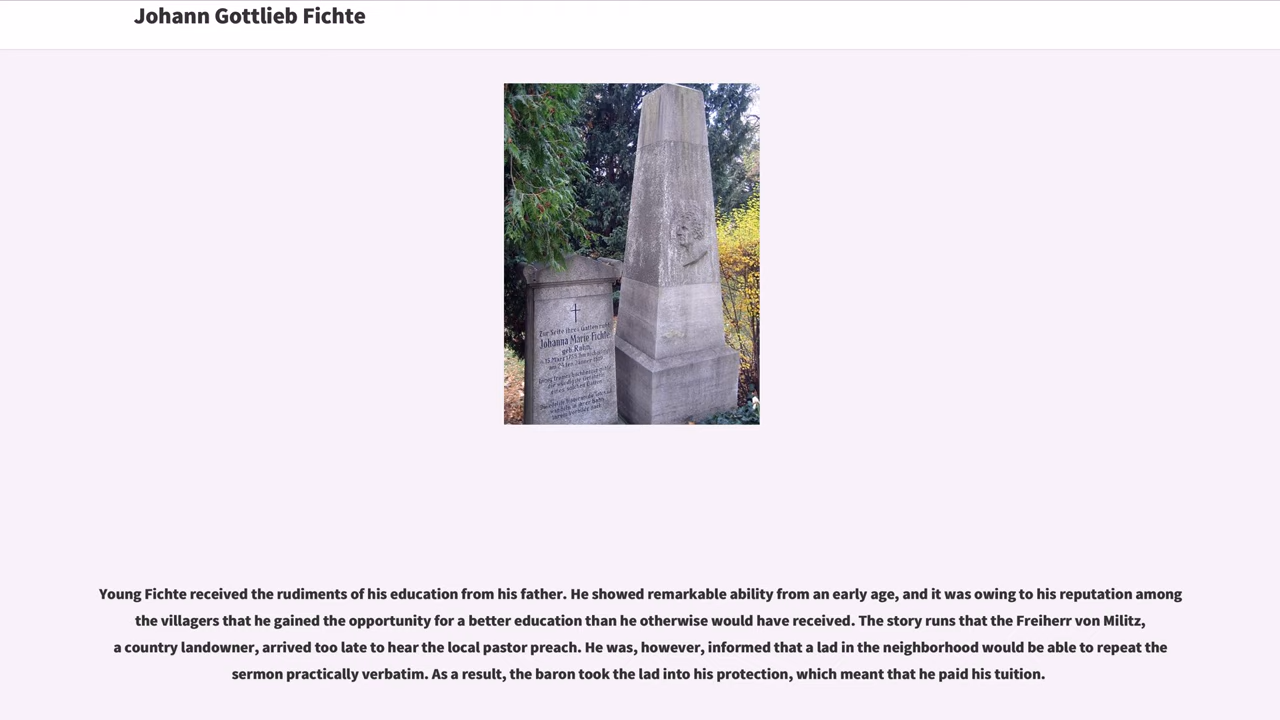 Johann Gottlieb Fichte
Zur Seite ihres Gatten ruht
Johanna Marie Fichte
geb. Rahn,
Young Fichte received the rudiments of his education from his father. He showed remarkable ability from an early age, and it was owing to his reputation among
the villagers that he gained the opportunity for a better education than he otherwise would have received. The story runs that the Freiherr von Militz,
a country landowner, arrived too late to hear the local pastor preach. He was, however, informed that a lad in the neighborhood would be able to repeat the
sermon practically verbatim. As a result, the baron took the lad into his protection, which meant that he paid his tuition.